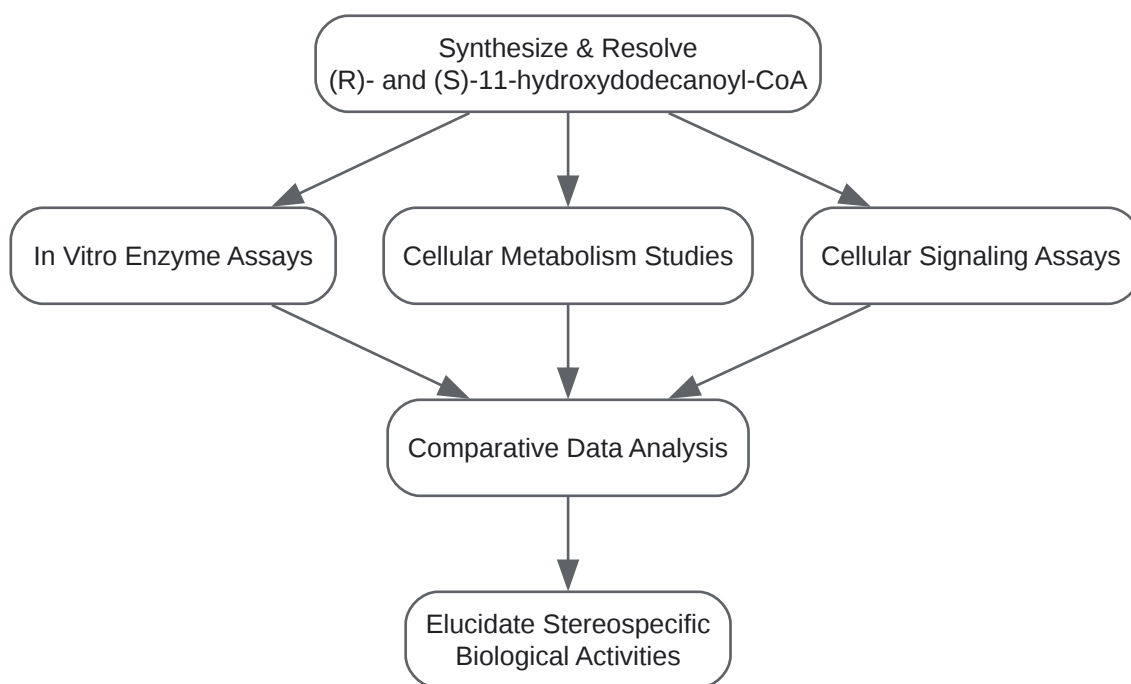 Synthesize & Resolve
(R)- and (S)-11-hydroxydodecanoyl-CoA
In Vitro Enzyme Assays
Cellular Metabolism Studies
Cellular Signaling Assays
Comparative Data Analysis
Elucidate Stereospecific
Biological Activities